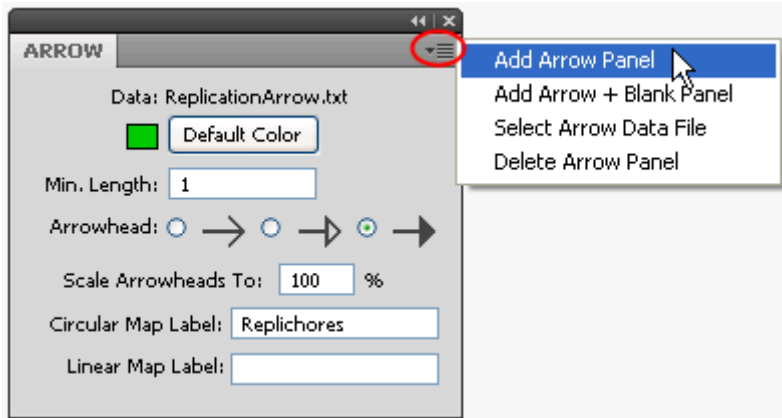 ARROW
Data: ReplicationArrow.txt
Default Color
Min. Length: 1
Arrowhead:
Scale Arrowheads To: 100 %
Circular Map Label: Replichores
Linear Map Label:
Add Arrow Panel
Add Arrow + Blank Panel
Select Arrow Data File
Delete Arrow Panel